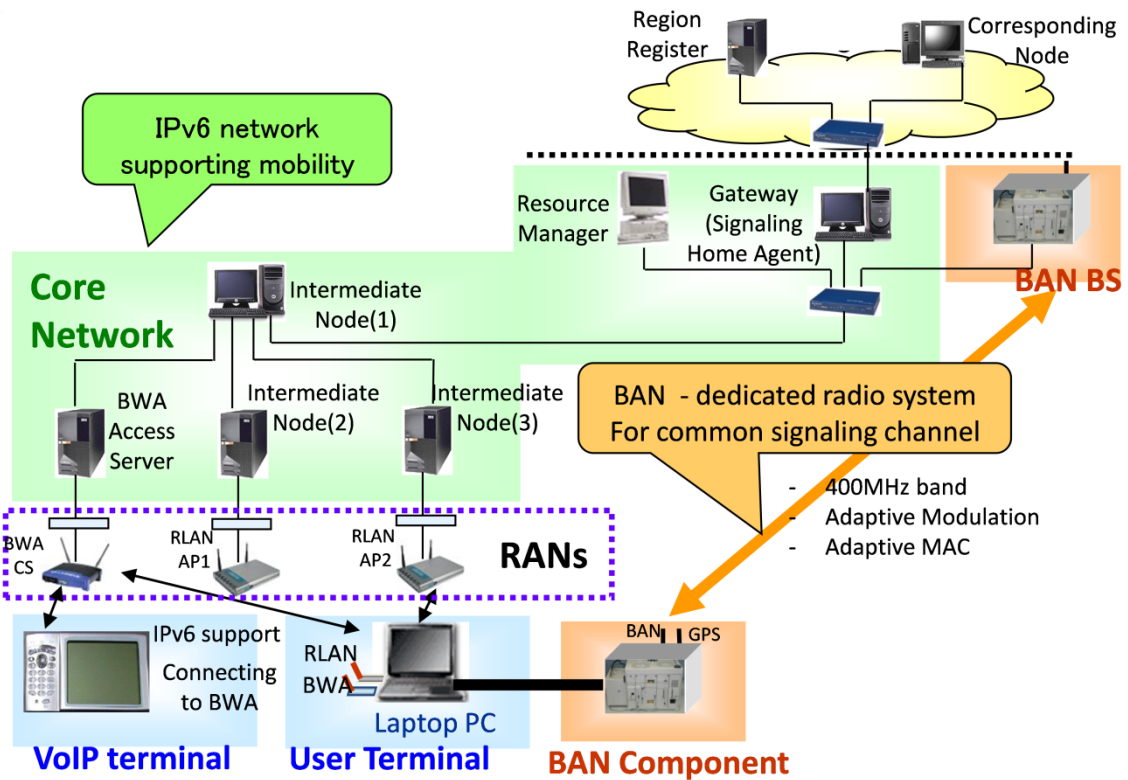 Region
Register
Corresponding
Node
IPv6 network
supporting mobility
Resource
Manager
Gateway
(Signaling
Home Agent)
BAN BS
Core
Network
Intermediate
Node(1)
BWA
Access
Server
Intermediate
Node(2)
Intermediate
Node(3)
BAN - dedicated radio system
For common signaling channel
- 400MHz band
- Adaptive Modulation
- Adaptive MAC
BWA
CS
RLAN
AP1
RLAN
AP2
RANs
IPv6 support
Connecting
to BWA
VoIP terminal
RLAN
BWA
Laptop PC
User Terminal
BAN
GPS
BAN Component